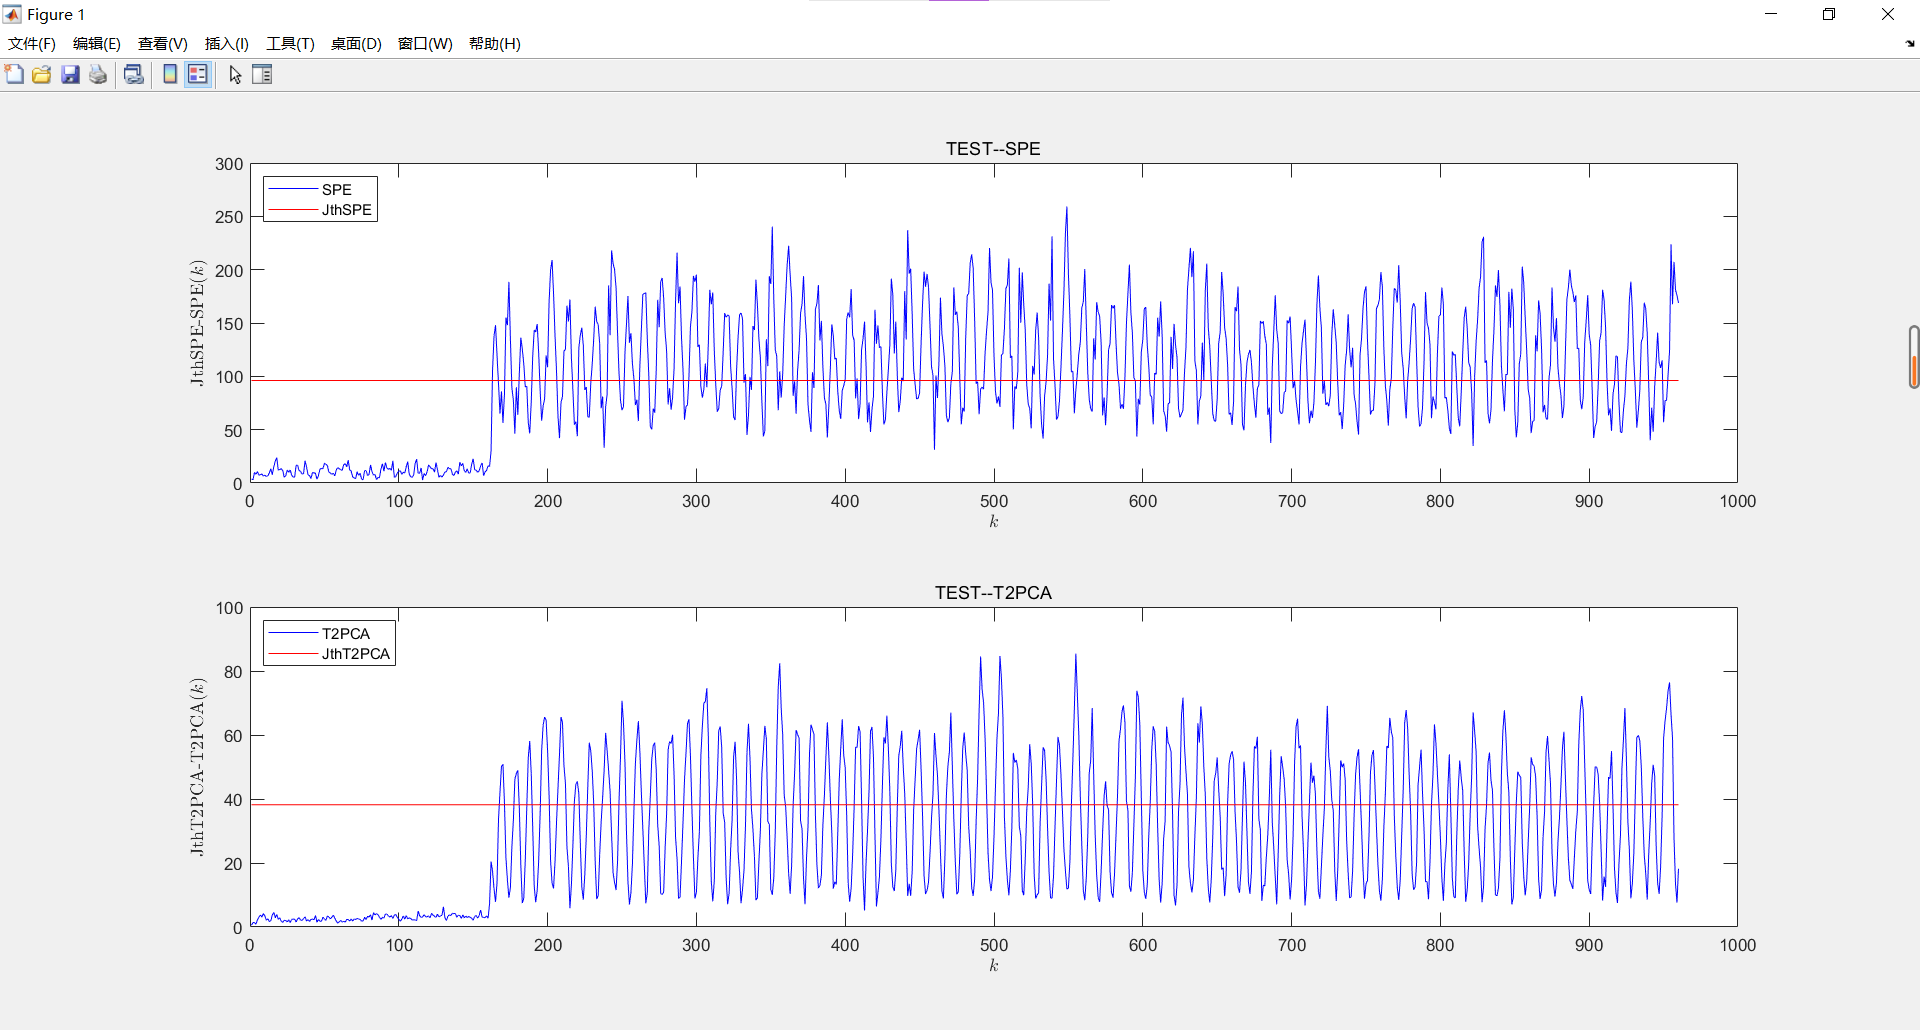 Figure 1
文件(F) 编辑(E) 查看(V) 插入(I) 工具(T) 桌面(D) 窗口(W) 帮助(H)
TEST--SPE
JthSPE-SPE(k)
300
250
200
150
100
50
0
SPE
JthSPE
0 100 200 300 400 500 600 700 800 900 1000
k
TEST--T2PCA
JthT2PCA-T2PCA(k)
100
80
60
40
20
0
T2PCA
JthT2PCA
0 100 200 300 400 500 600 700 800 900 1000
k